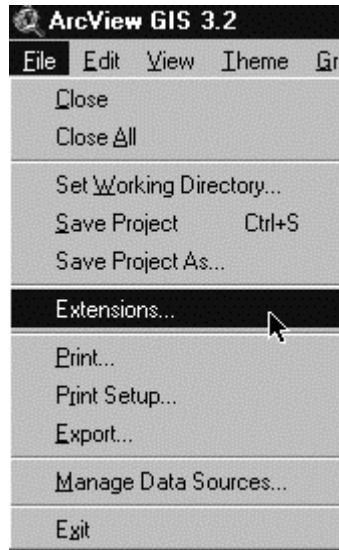 ArcView GIS 3.2
File Edit View Theme Gr
Close
Close All
Set Working Directory...
Save Project Ctrl+S
Save Project As...
Extensions...
Print...
Print Setup...
Export...
Manage Data Sources...
Exit